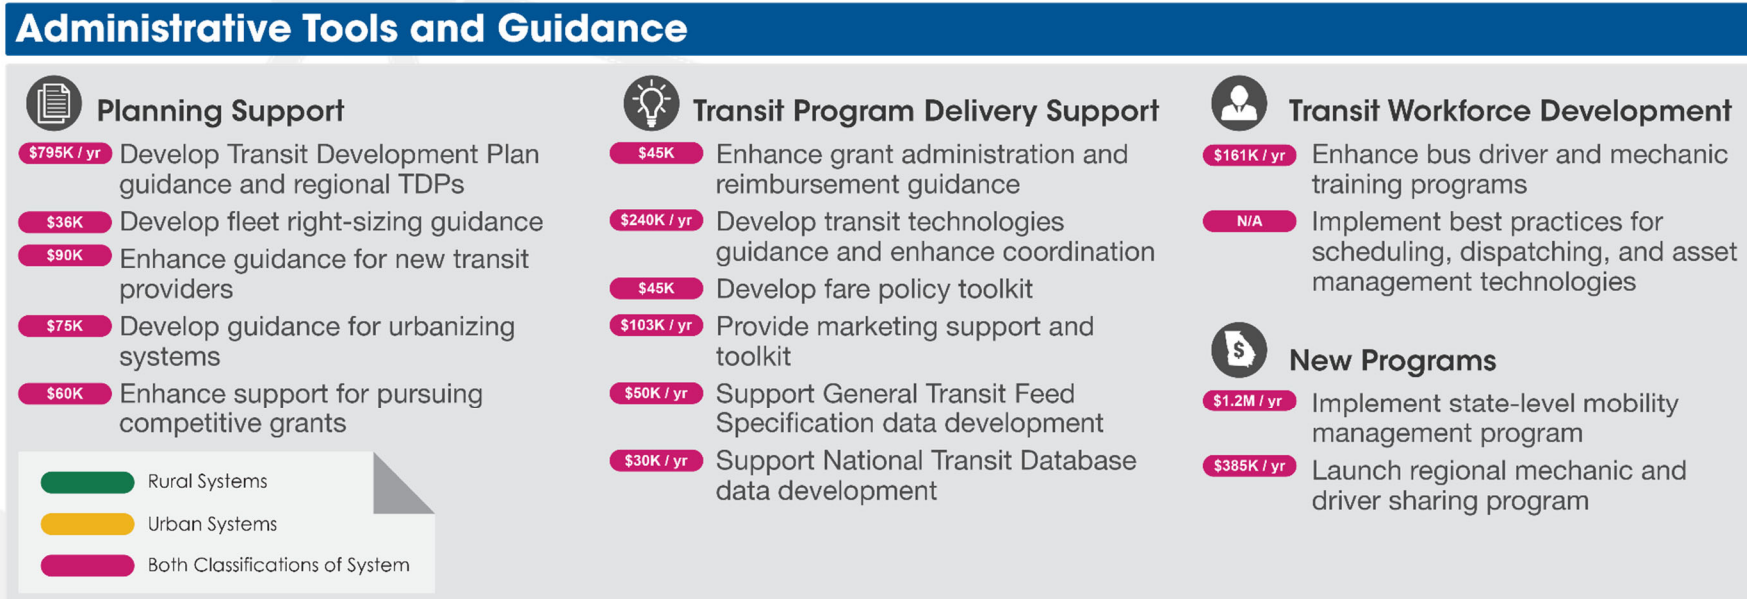 Administrative Tools and Guidance
Planning Support
$795K / yr Develop Transit Development Plan
guidance and regional TDPs
$36K Develop fleet right-sizing guidance
$90K Enhance guidance for new transit
providers
$75K Develop guidance for urbanizing
systems
$60K Enhance support for pursuing
competitive grants
Rural Systems
Urban Systems
Both Classifications of System
Transit Program Delivery Support
$45K Enhance grant administration and
reimbursement guidance
$240K / yr Develop transit technologies
guidance and enhance coordination
$45K Develop fare policy toolkit
$103K / yr Provide marketing support and
toolkit
$50K / yr Support General Transit Feed
Specification data development
$30K / yr Support National Transit Database
data development
Transit Workforce Development
$161K / yr Enhance bus driver and mechanic
training programs
N/A Implement best practices for
scheduling, dispatching, and asset
management technologies
$
New Programs
$1.2M / yr Implement state-level mobility
management program
$385K / yr Launch regional mechanic and
driver sharing program